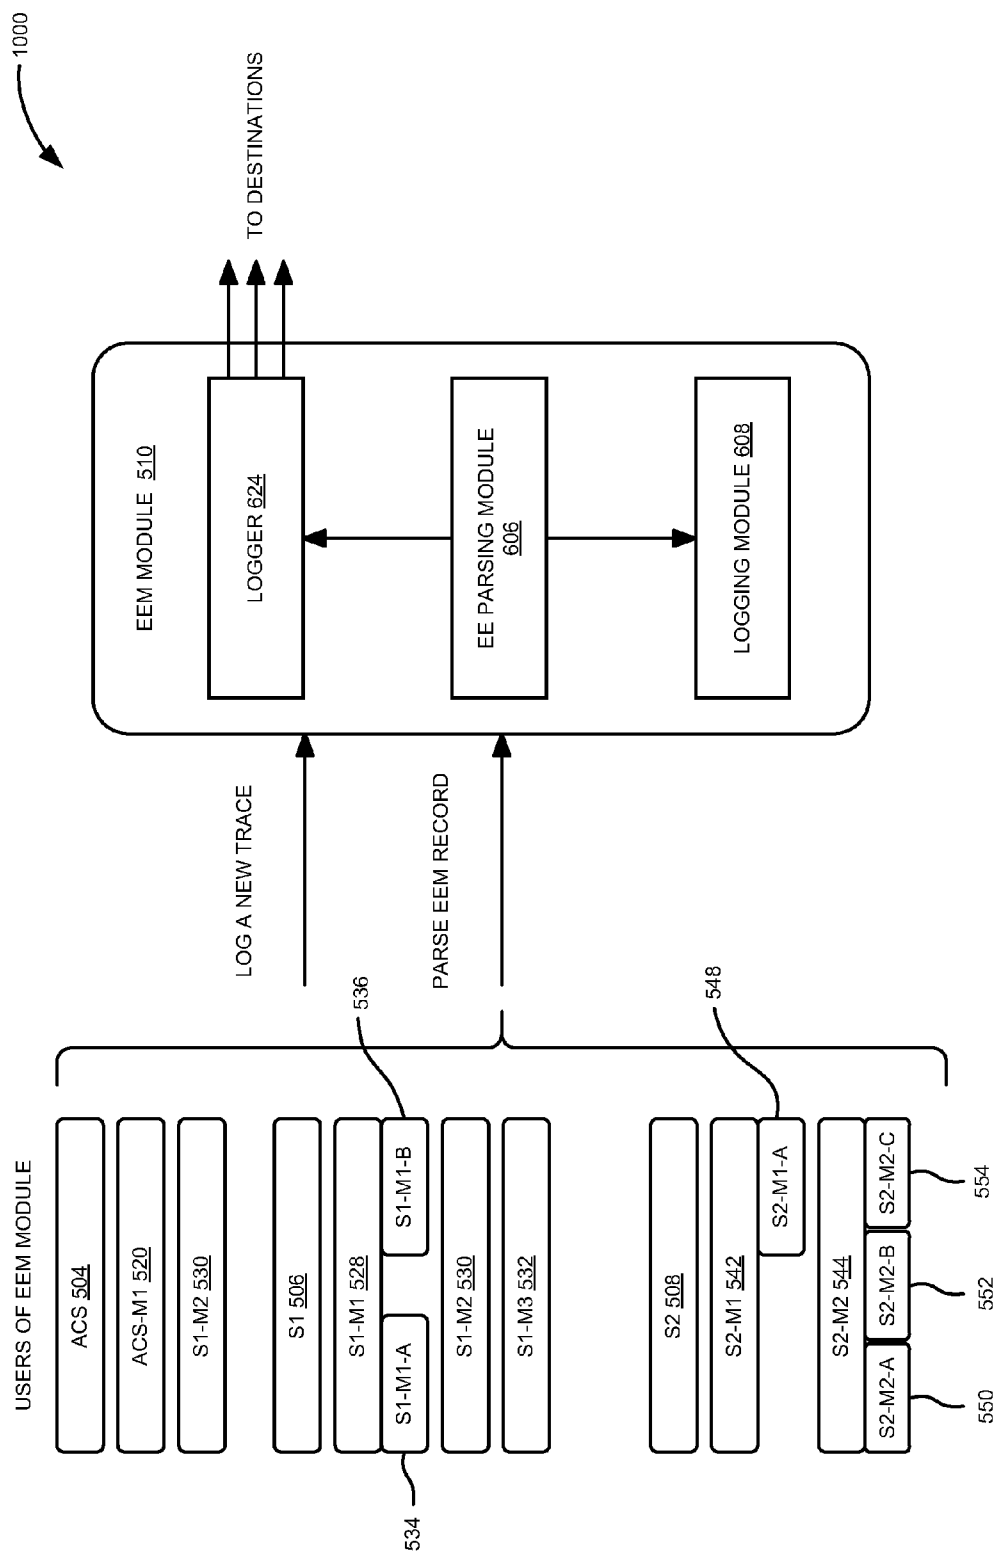 1000
USERS OF EEM MODULE
ACS 504
ACS-M1 520
S1-M2 530
S1 506
S1-M1 528
S1-M1-A
S1-M1-B
534
536
S1-M2 530
S1-M3 532
S2 508
S2-M1 542
S2-M1-A
548
S2-M2 544
S2-M2-A
S2-M2-B
S2-M2-C
550
552
554
LOG A NEW TRACE
PARSE EEM RECORD
EEM MODULE 510
LOGGER 624
EE PARSING MODULE
606
LOGGING MODULE 608
TO DESTINATIONS